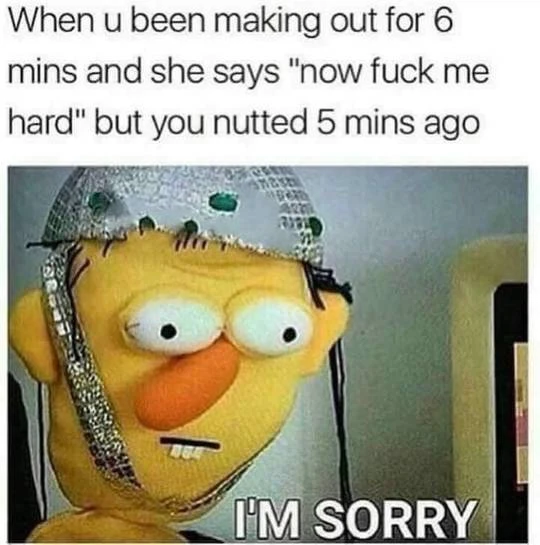 When u been making out for 6
mins and she says "now fuck me
hard" but you nutted 5 mins ago
I'M SORRY